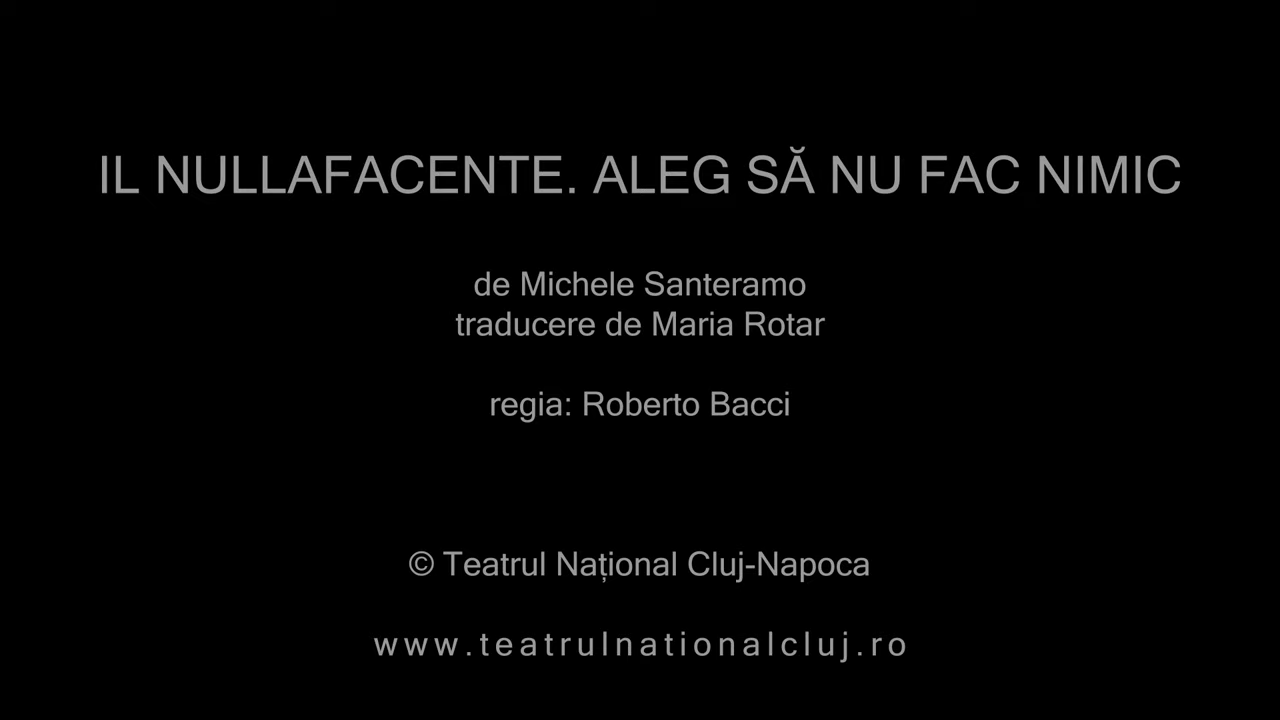 IL NULLAFACENTE. ALEG SĂ NU FAC NIMIC
de Michele Santeramo
traducere de Maria Rotar
regia: Roberto Bacci
© Teatrul Național Cluj-Napoca
www.teatrulnationalcluj.ro